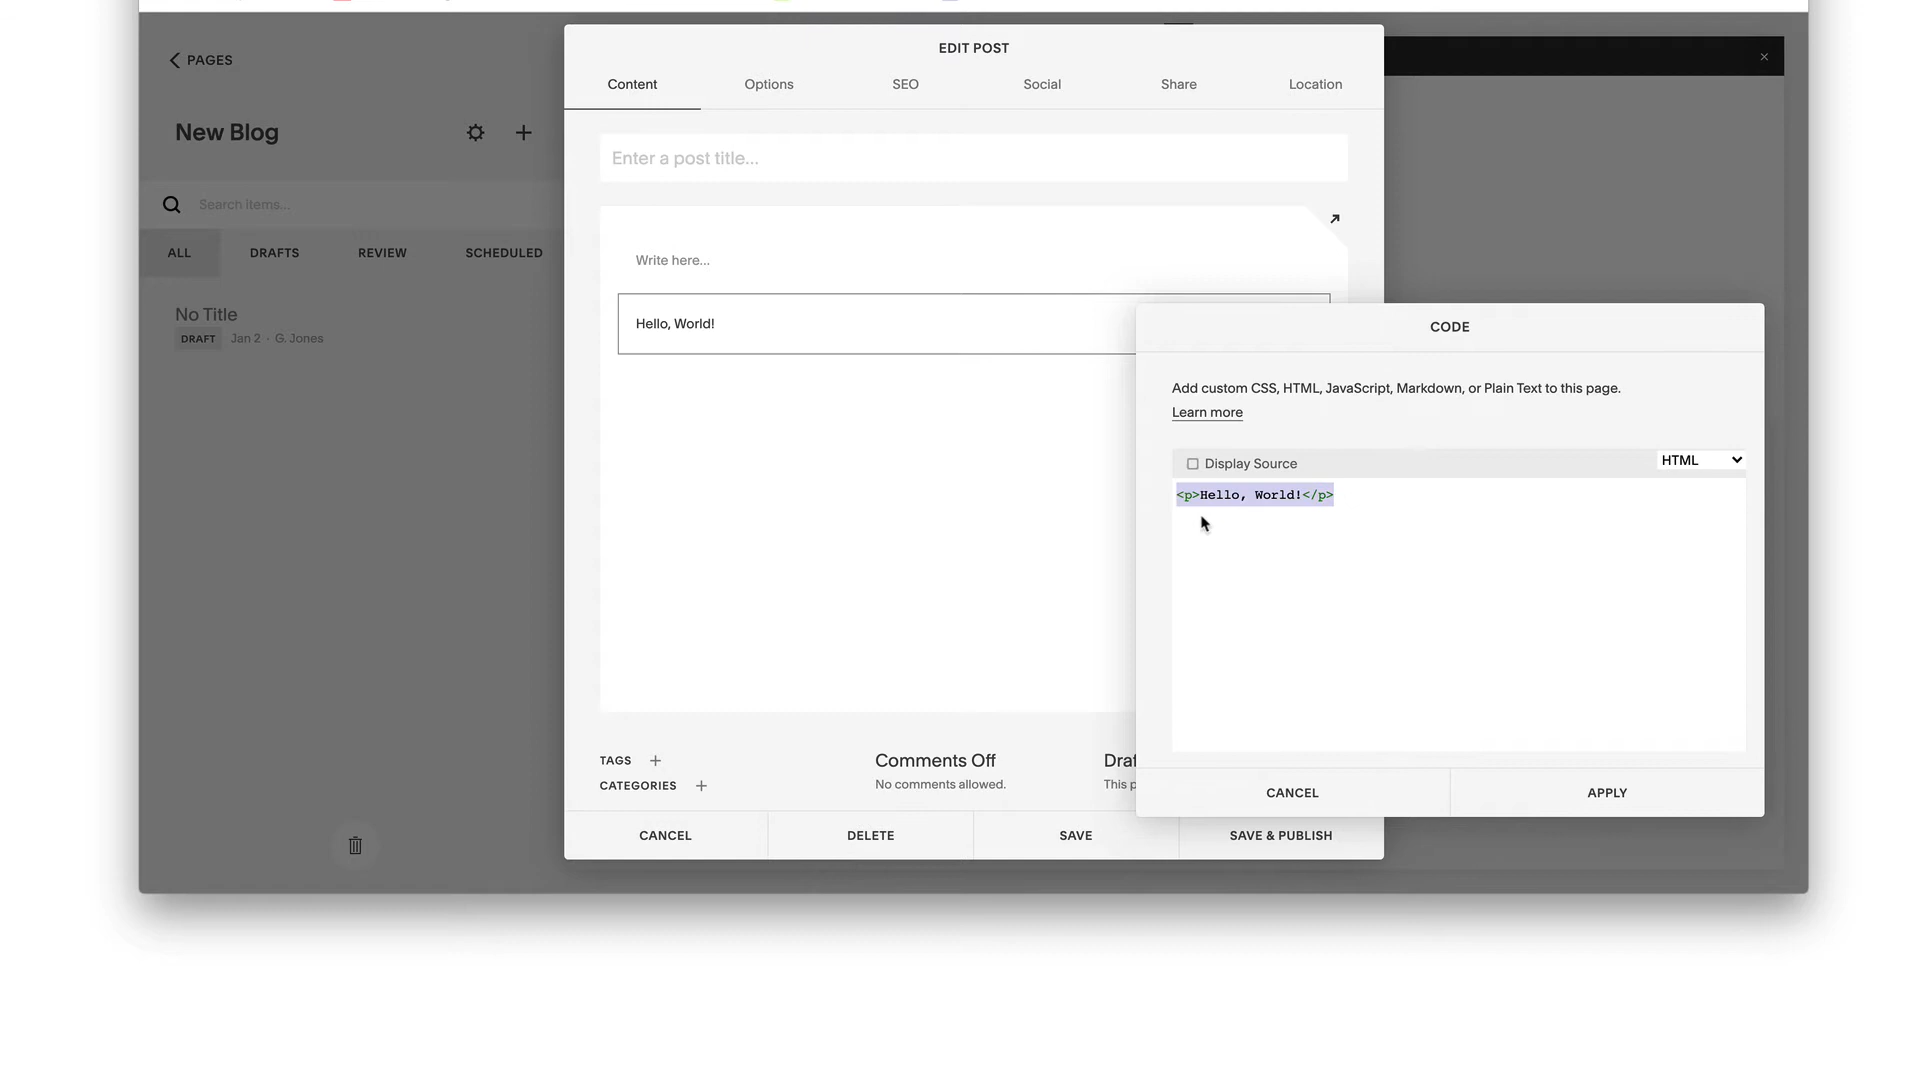 PAGES
New Blog
Search items...
ALL DRAFTS REVIEW SCHEDULED
No Title
DRAFT Jan 2 · G. Jones
EDIT POST
Content Options SEO Social Share Location
Enter a post title...
Write here...
Hello, World!
TAGS
CATEGORIES
Comments Off
No comments allowed.
This
CANCEL DELETE SAVE SAVE & PUBLISH
CODE
Add custom CSS, HTML, JavaScript, Markdown, or Plain Text to this page.
Learn more
Display Source HTML
<p>Hello, World!</p>
CANCEL APPLY